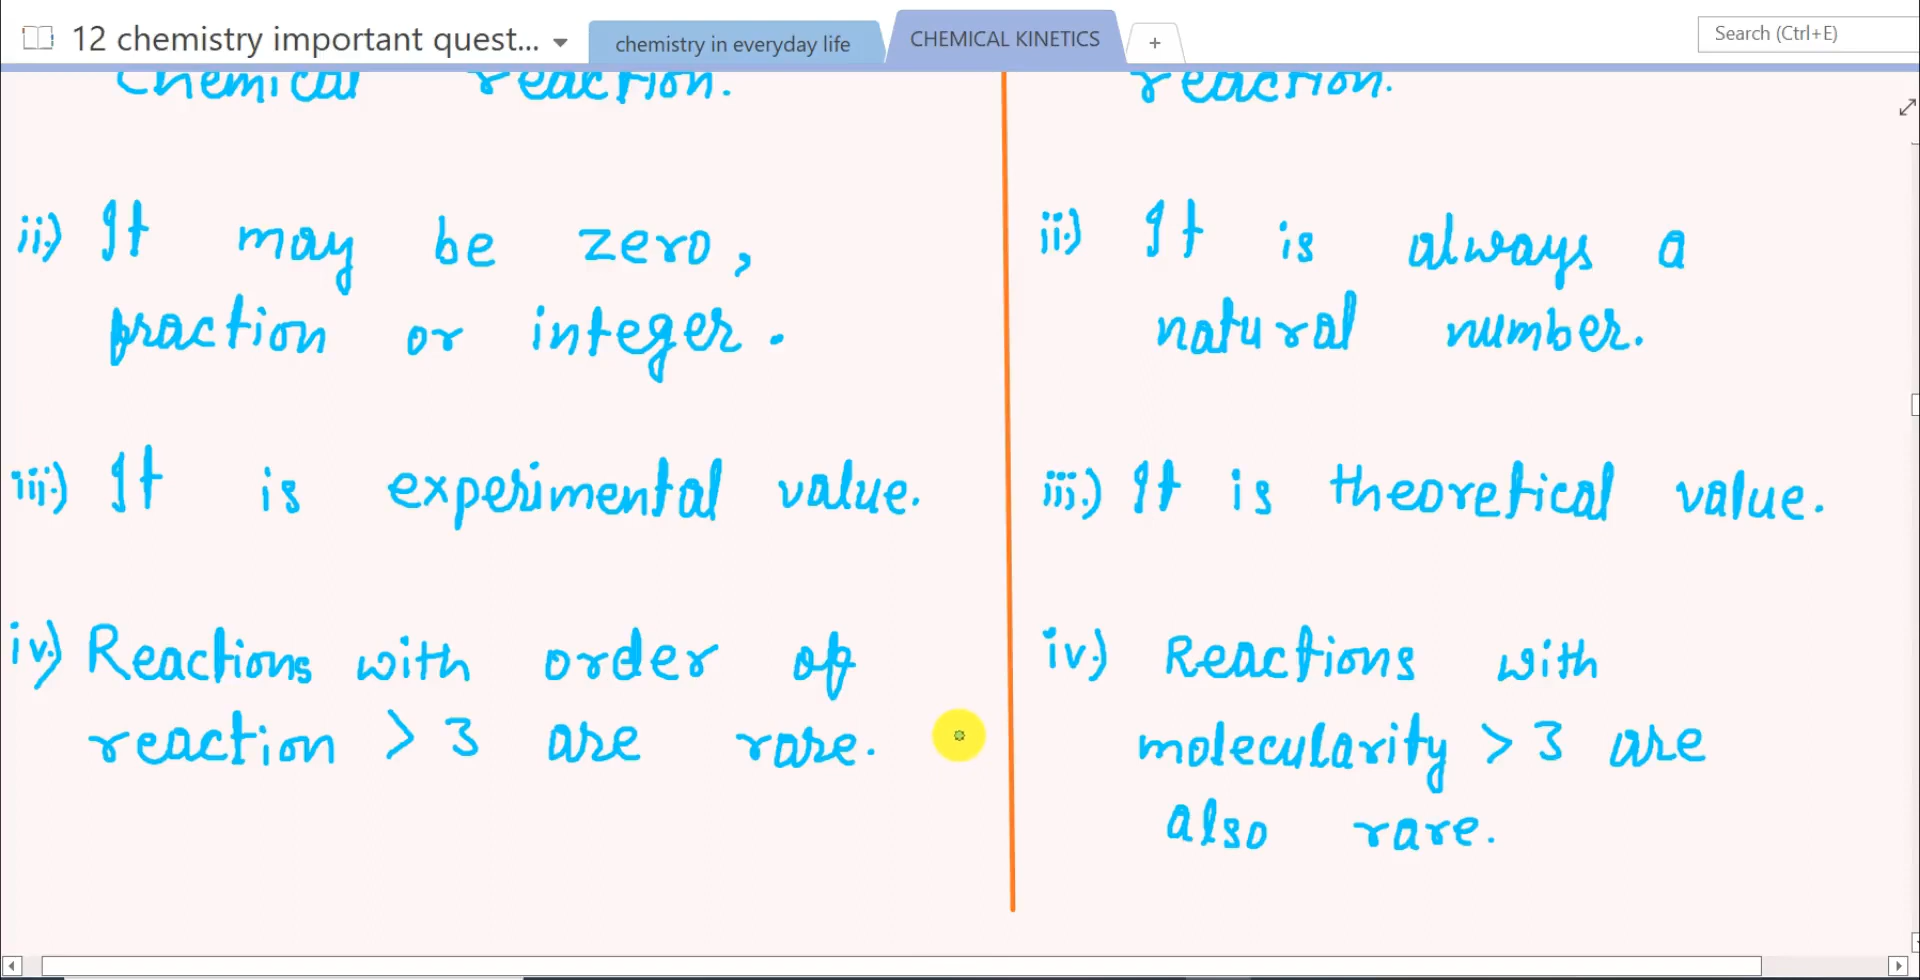 12 chemistry important quest...
chemistry in everyday life
CHEMICAL KINETICS
+
Search (Ctrl+E)
Chemical reaction.
ii.) It may be zero,
fraction or integer.
iii.) It is experimental value.
iv.) Reactions with order of
reaction > 3 are rare.
reaction.
ii.) It is always a
natural number.
iii.) It is theoretical value.
iv.) Reactions with
molecularity > 3 are
also rare.